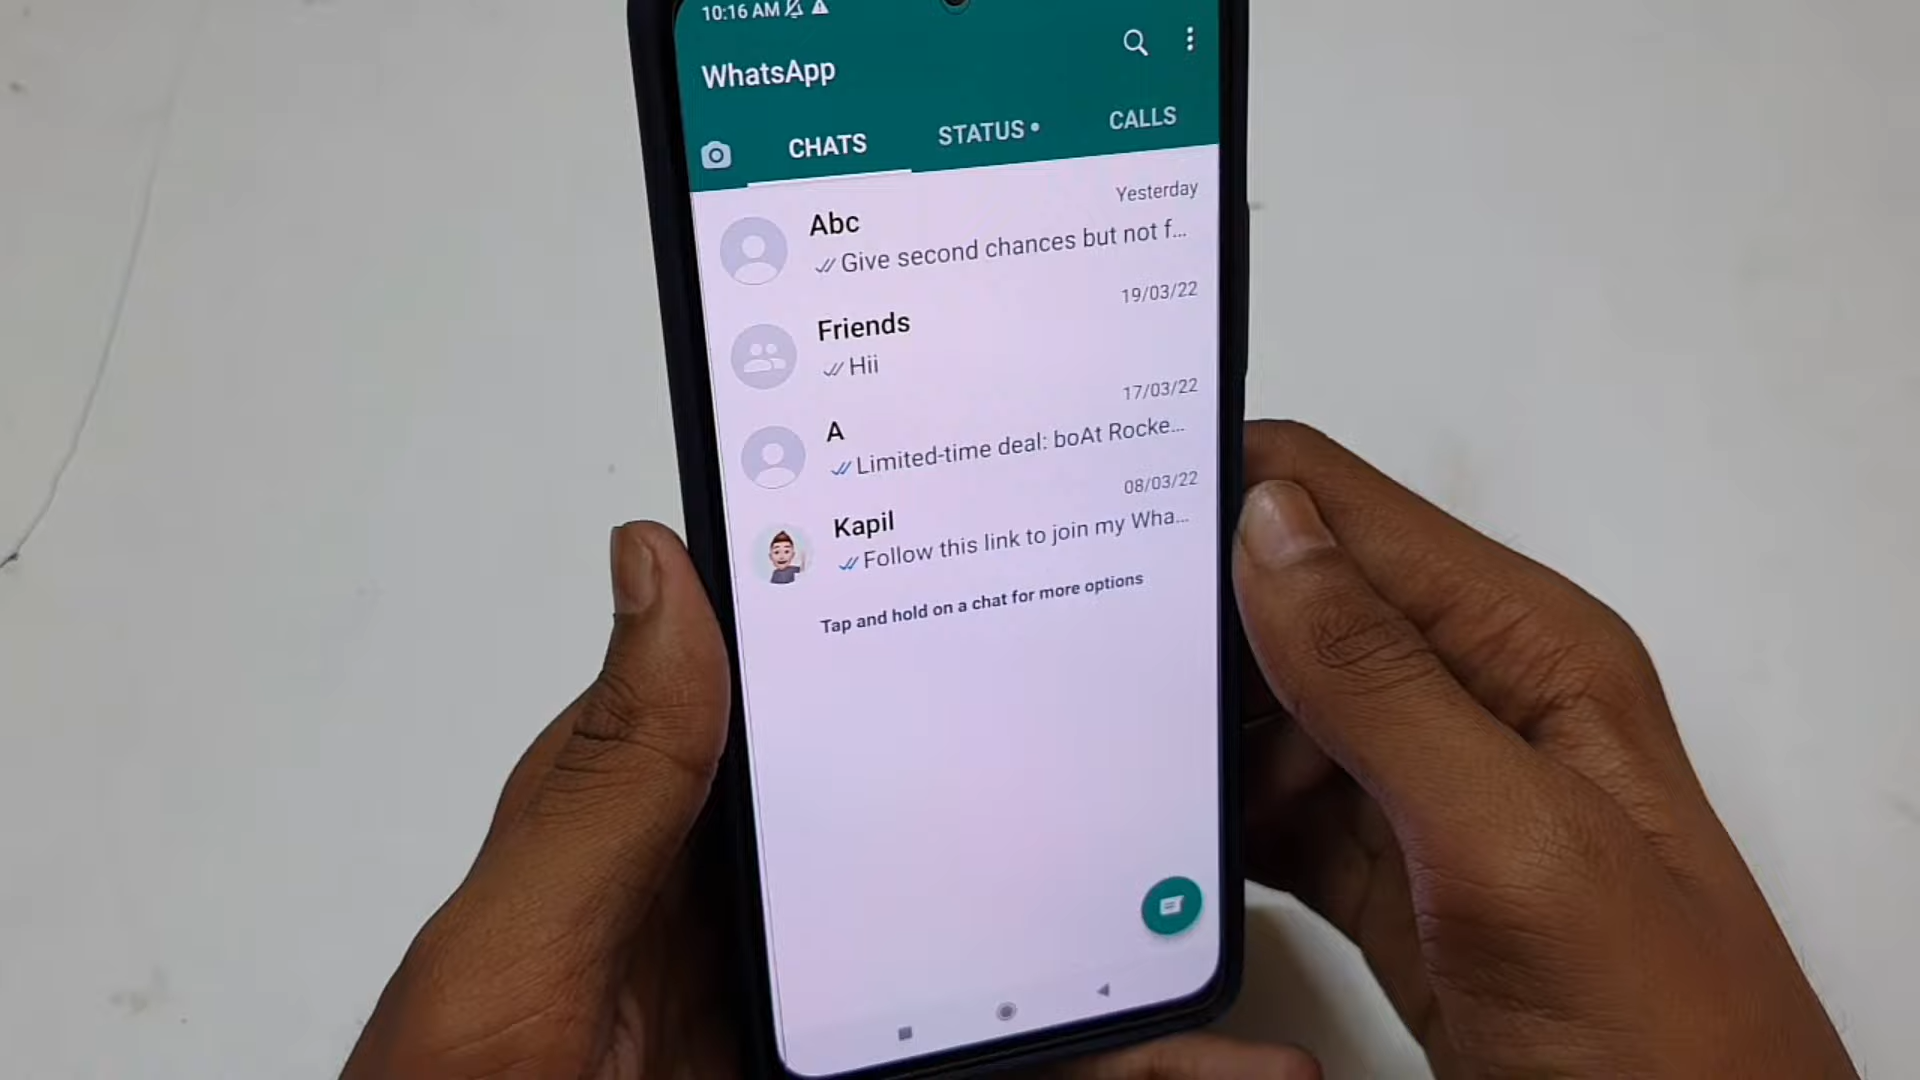 10:16 AM
WhatsApp
CHATS STATUS • CALLS
Abc Yesterday
Give second chances but not f...
Friends 19/03/22
Hii
A 17/03/22
Limited-time deal: boAt Rocke...
Kapil 08/03/22
Follow this link to join my Wha...
Tap and hold on a chat for more options